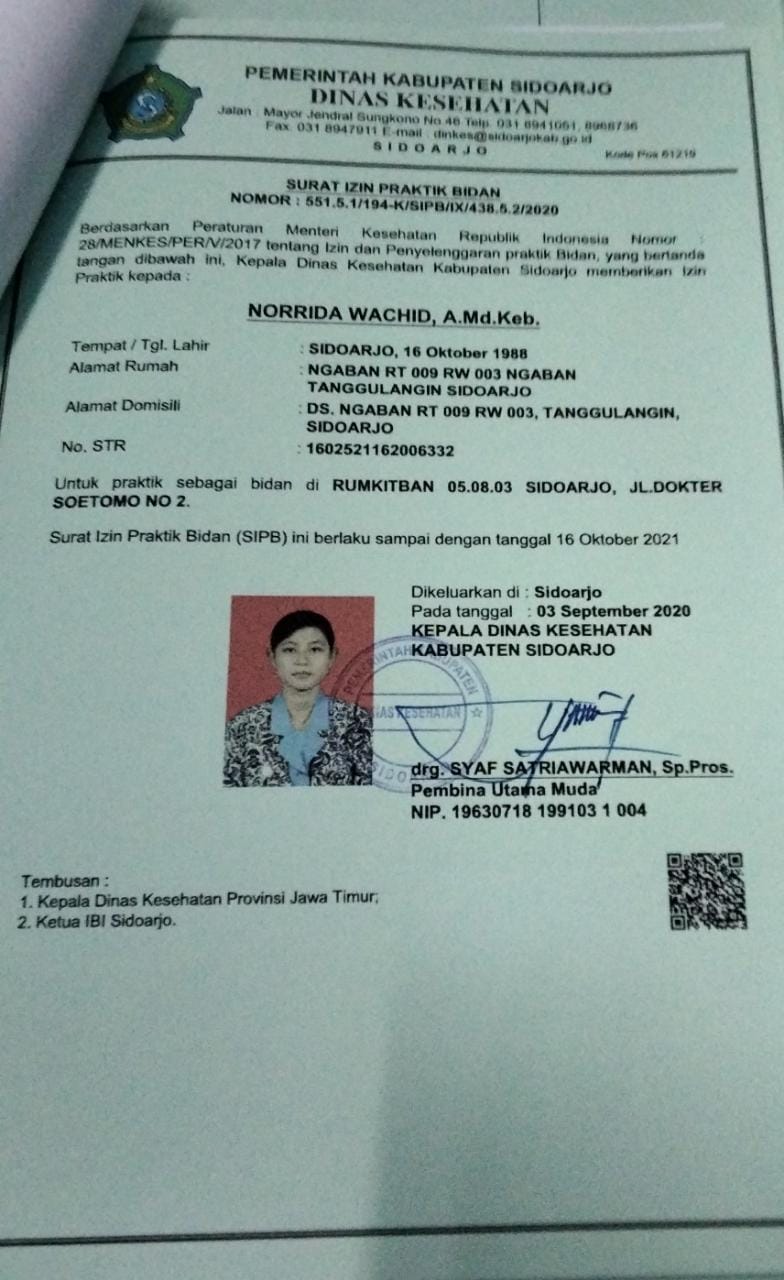 PEMERINTAH KABUPATEN SIDOARJO
DINAS KESEHATAN
Jalan : Mayor Jendral Sungkono No.46 Telp. 031 8941051, 8968736
Fax. 031 8947911 E-mail : dinkes@sidoarjokab.go.id
SIDOARJO
Kode Pos 61219
SURAT IZIN PRAKTIK BIDAN
NOMOR : 551.5.1/194-K/SIPB/IX/438.5.2/2020
Berdasarkan Peraturan Menteri Kesehatan Republik Indonesia Nomor :
28/MENKES/PER/V/2017 tentang Izin dan Penyelenggaran praktik Bidan, yang bertanda
tangan dibawah ini, Kepala Dinas Kesehatan Kabupaten Sidoarjo memberikan Izin
Praktik kepada :
NORRIDA WACHID, A.Md.Keb.
Tempat / Tgl. Lahir : SIDOARJO, 16 Oktober 1988
Alamat Rumah : NGABAN RT 009 RW 003 NGABAN
TANGGULANGIN SIDOARJO
Alamat Domisili : DS. NGABAN RT 009 RW 003, TANGGULANGIN,
SIDOARJO
No. STR : 1602521162006332
Untuk praktik sebagai bidan di RUMKITBAN 05.08.03 SIDOARJO, JL.DOKTER
SOETOMO NO 2.
Surat Izin Praktik Bidan (SIPB) ini berlaku sampai dengan tanggal 16 Oktober 2021
Dikeluarkan di : Sidoarjo
Pada tanggal : 03 September 2020
KEPALA DINAS KESEHATAN
KABUPATEN SIDOARJO
PEMERINTAH KABUPATEN
DINAS KESEHATAN
drg. SYAF SATRIAWARMAN, Sp.Pros.
Pembina Utama Muda
NIP. 19630718 199103 1 004
Tembusan :
1. Kepala Dinas Kesehatan Provinsi Jawa Timur;
2. Ketua IBI Sidoarjo.